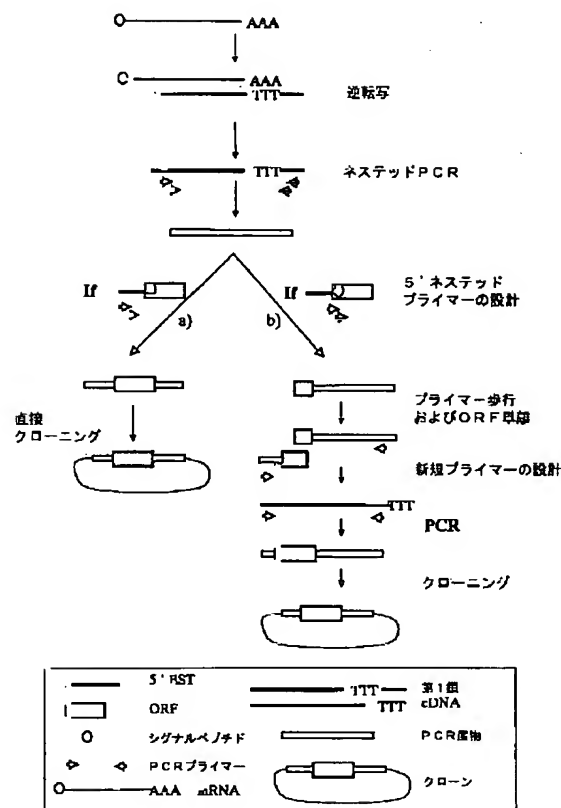 AAA
AAA
TTT
逆転写
TTT
ネステッドPCR
If
a)
If
b)
5'ネステッド
プライマーの設計
直接
クローニング
プライマー歩行
およびORF単離
新規プライマーの設計
TTT
PCR
クローニング
5'EST
ORF
シグナルペプチド
PCRプライマー
AAA mRNA
TTT 第1鎖
TTT cDNA
PCR産物
クローン